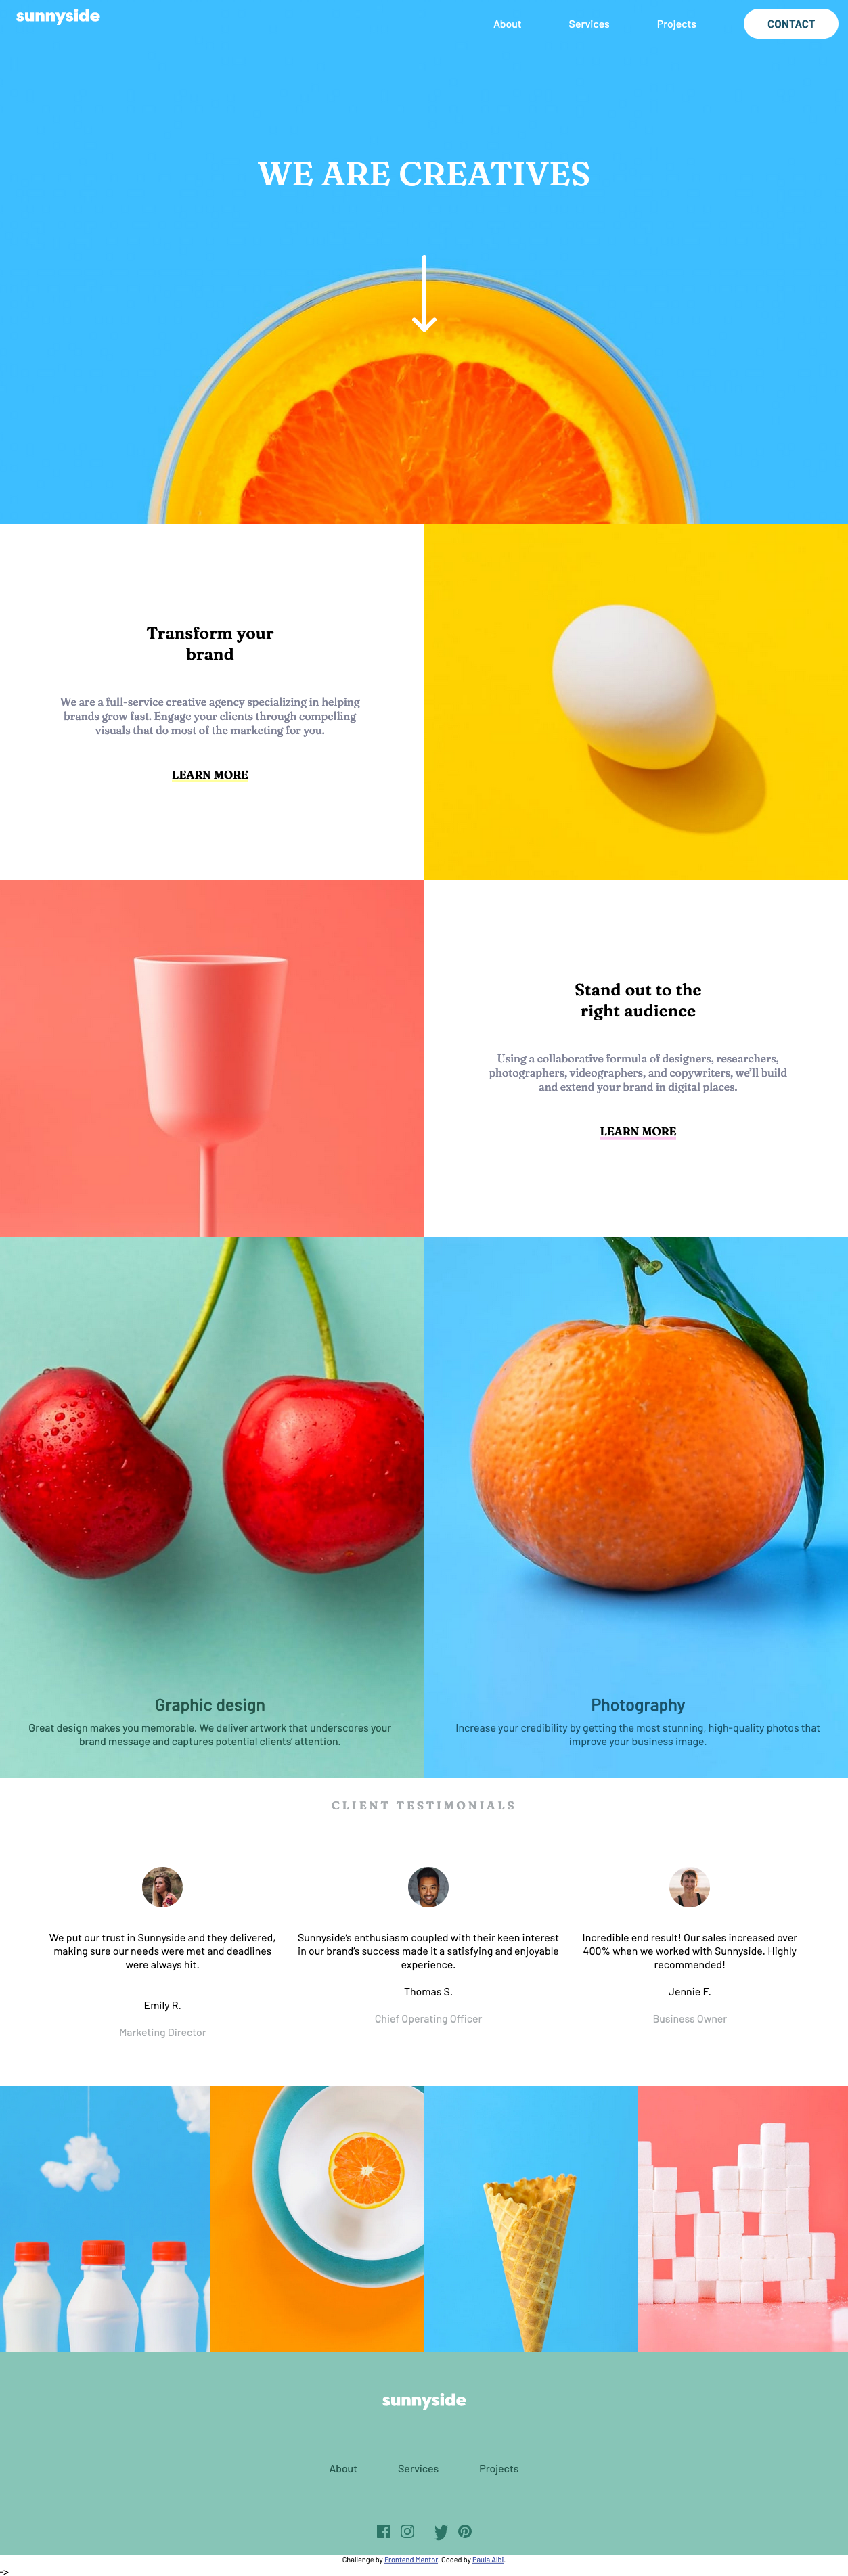 sunnyside
About Services Projects CONTACT
WE ARE CREATIVES
Transform your
brand
We are a full-service creative agency specializing in helping
brands grow fast. Engage your clients through compelling
visuals that do most of the marketing for you.
LEARN MORE
Stand out to the
right audience
Using a collaborative formula of designers, researchers,
photographers, videographers, and copywriters, we’ll build
and extend your brand in digital places.
LEARN MORE
Graphic design
Great design makes you memorable. We deliver artwork that underscores your
brand message and captures potential clients’ attention.
Photography
Increase your credibility by getting the most stunning, high-quality photos that
improve your business image.
CLIENT TESTIMONIALS
We put our trust in Sunnyside and they delivered,
making sure our needs were met and deadlines
were always hit.
Emily R.
Marketing Director
Sunnyside’s enthusiasm coupled with their keen interest
in our brand’s success made it a satisfying and enjoyable
experience.
Thomas S.
Chief Operating Officer
Incredible end result! Our sales increased over
400% when we worked with Sunnyside. Highly
recommended!
Jennie F.
Business Owner
sunnyside
About Services Projects
Challenge by Frontend Mentor. Coded by Paula Albi.
->